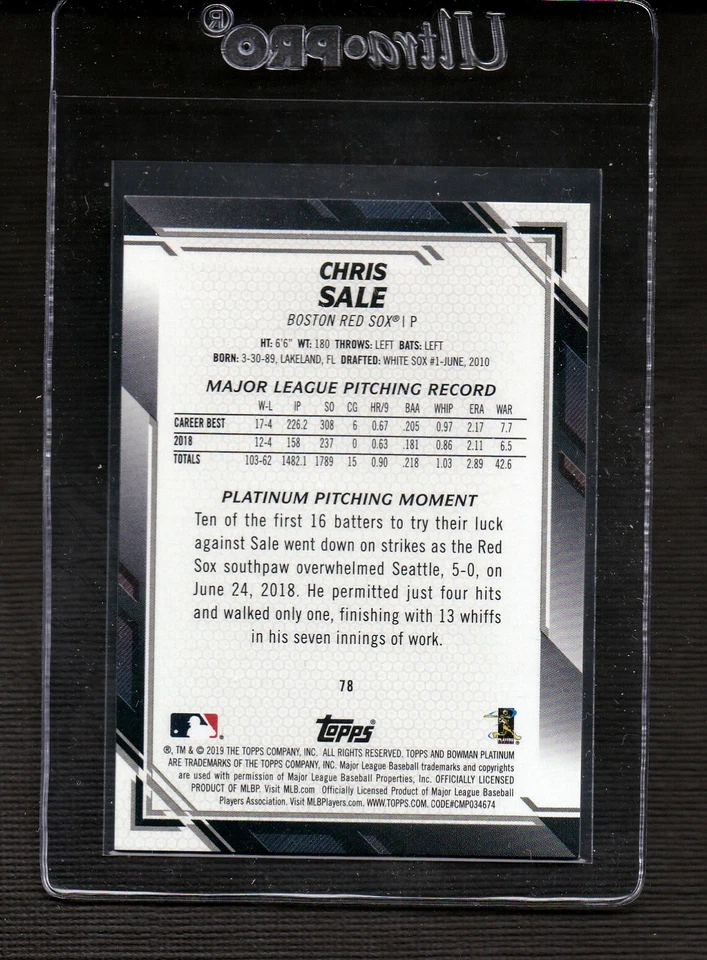 Ultra•PRO®
CHRIS
SALE
BOSTON RED SOX® | P
HT: 6'6" WT: 180 THROWS: LEFT BATS: LEFT
BORN: 3-30-89, LAKELAND, FL DRAFTED: WHITE SOX #1-JUNE, 2010
MAJOR LEAGUE PITCHING RECORD
W-L IP SO CG HR/9 BAA WHIP ERA WAR
CAREER BEST 17-4 226.2 308 6 0.67 .205 0.97 2.17 7.7
2018 12-4 158 237 0 0.63 .181 0.86 2.11 6.5
TOTALS 103-62 1482.1 1789 15 0.90 .218 1.03 2.89 42.6
PLATINUM PITCHING MOMENT
Ten of the first 16 batters to try their luck
against Sale went down on strikes as the Red
Sox southpaw overwhelmed Seattle, 5-0, on
June 24, 2018. He permitted just four hits
and walked only one, finishing with 13 whiffs
in his seven innings of work.
78
Topps®
®, TM & © 2019 THE TOPPS COMPANY, INC. ALL RIGHTS RESERVED. TOPPS AND BOWMAN PLATINUM
ARE TRADEMARKS OF THE TOPPS COMPANY, INC. Major League Baseball trademarks and copyrights
are used with permission of Major League Baseball Properties, Inc. OFFICIALLY LICENSED
PRODUCT OF MLBP. Visit MLB.com Officially Licensed Product of Major League Baseball
Players Association. Visit MLBPlayers.com. WWW.TOPPS.COM. CODE#CMP034674